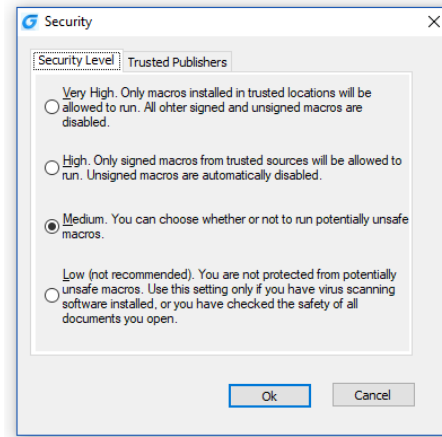 Security
Security Level Trusted Publishers
Very High. Only macros installed in trusted locations will be
allowed to run. All ohter signed and unsigned macros are
disabled.
High. Only signed macros from trusted sources will be allowed to
run. Unsigned macros are automatically disabled.
Medium. You can choose whether or not to run potentially unsafe
macros.
Low (not recommended). You are not protected from potentially
unsafe macros. Use this setting only if you have virus scanning
software installed, or you have checked the safety of all
documents you open.
Ok Cancel